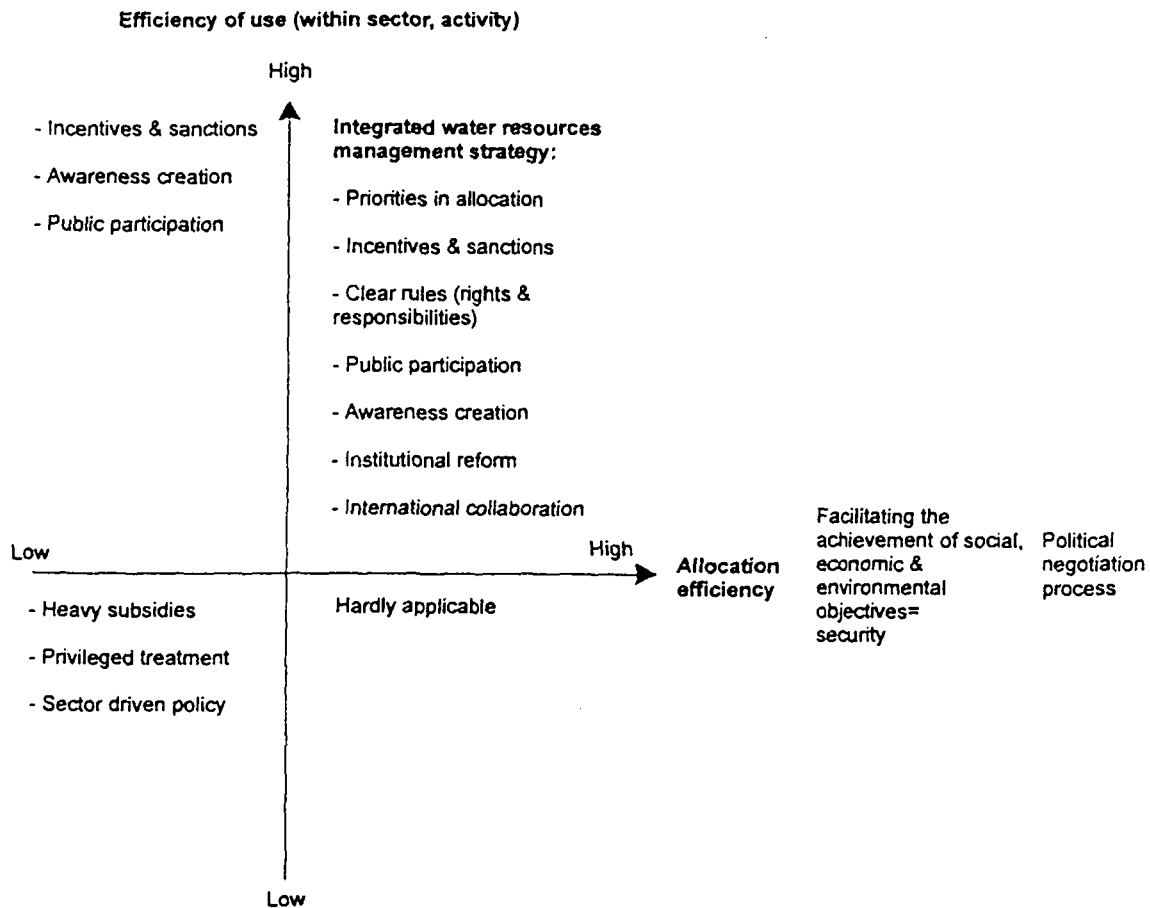 Efficiency of use (within sector, activity)
High
- Incentives & sanctions
- Awareness creation
- Public participation
Integrated water resources
management strategy:
- Priorities in allocation
- Incentives & sanctions
- Clear rules (rights &
responsibilities)
- Public participation
- Awareness creation
- Institutional reform
- International collaboration
Low
High
Allocation
efficiency
Facilitating the
achievement of social,
economic &
environmental
objectives=
security
Political
negotiation
process
- Heavy subsidies
- Privileged treatment
- Sector driven policy
Hardly applicable
Low